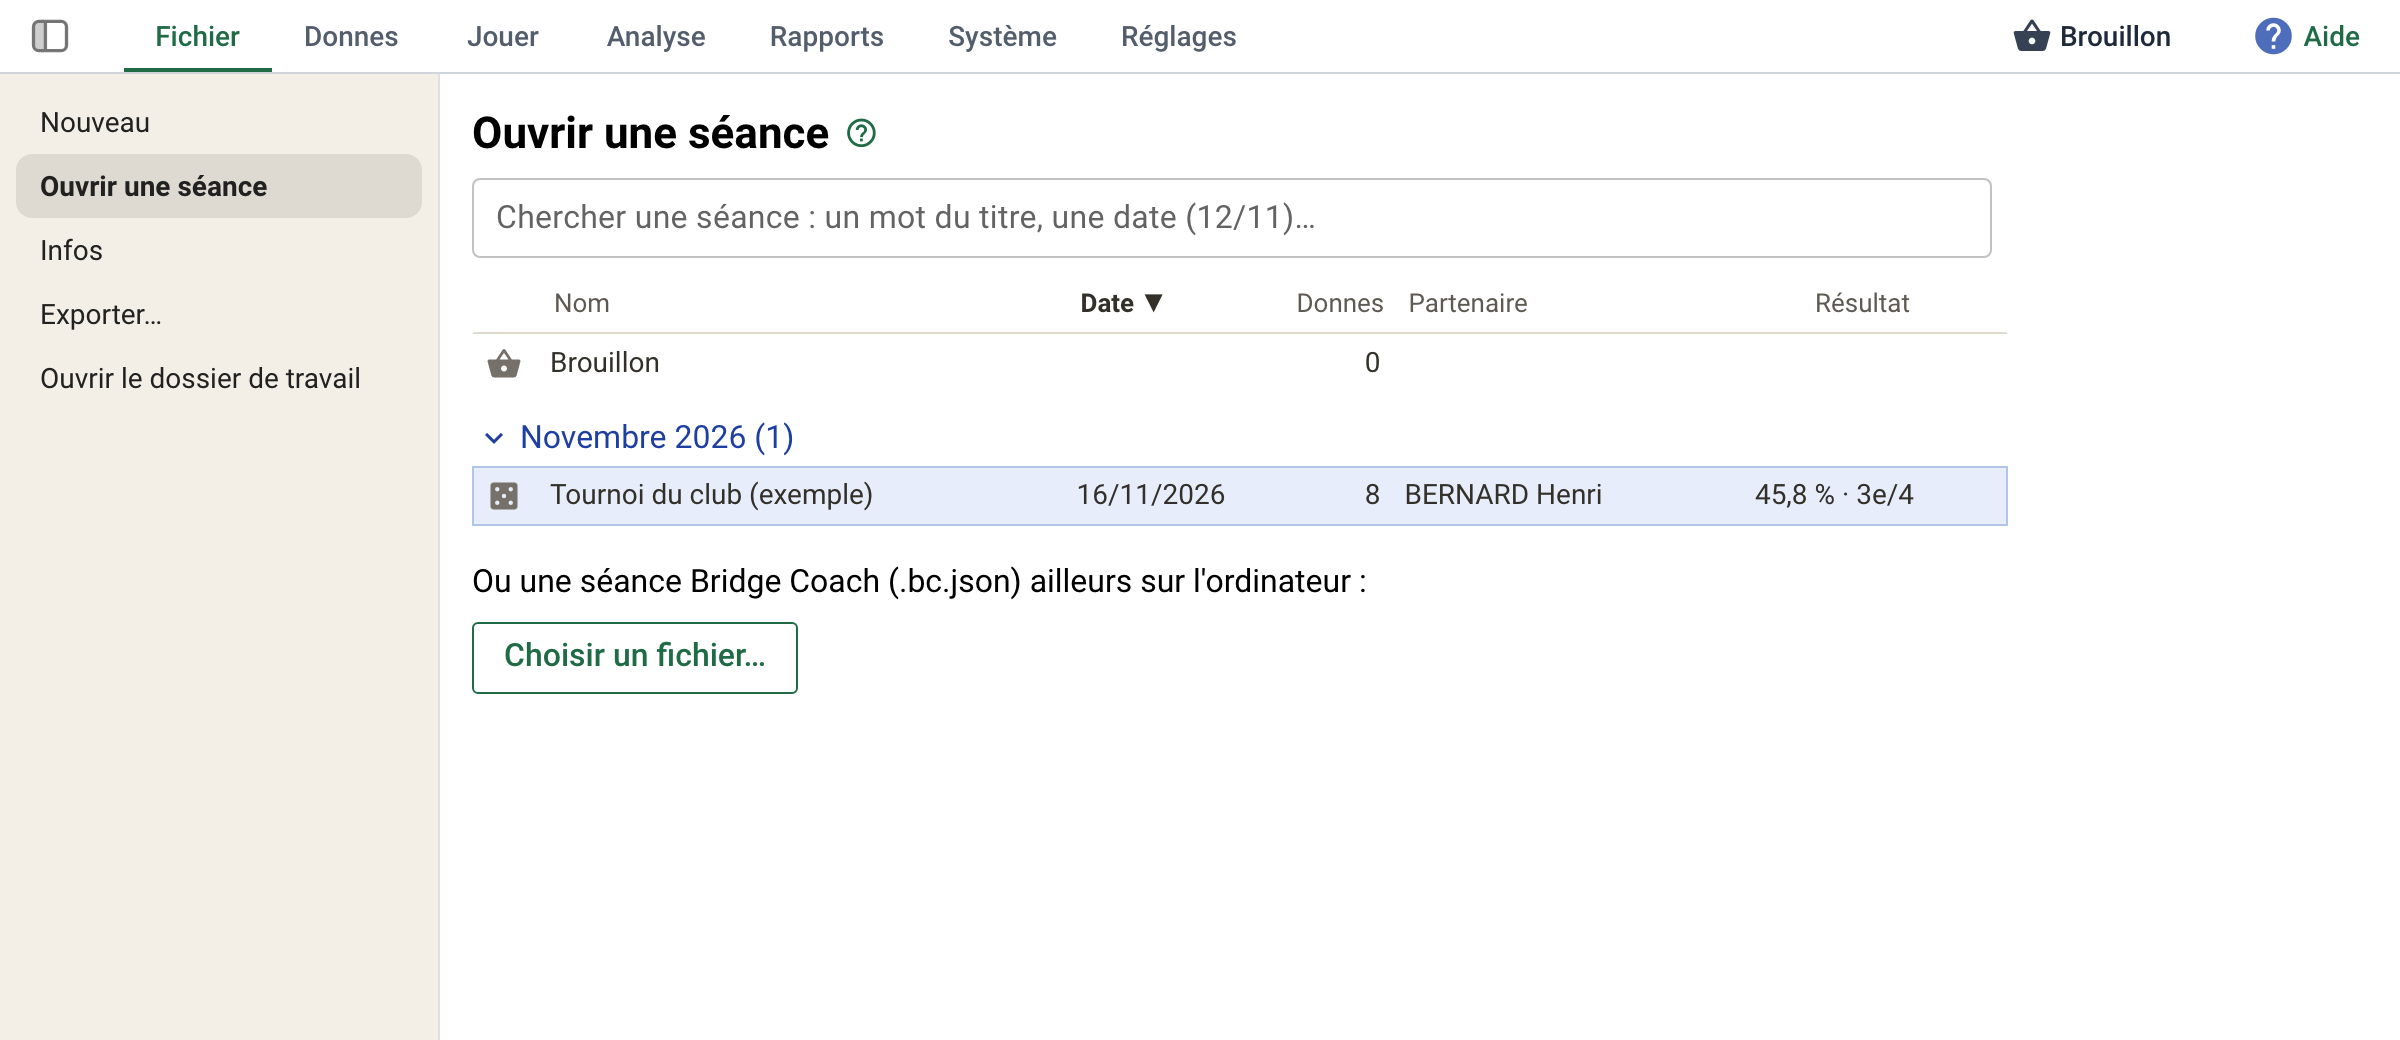 Fichier Donnes Jouer Analyse Rapports Système Réglages Brouillon ? Aide
Nouveau
Ouvrir une séance
Infos
Exporter...
Ouvrir le dossier de travail
Ouvrir une séance ?
Chercher une séance : un mot du titre, une date (12/11)...
Nom Date ▼ Donnes Partenaire Résultat
Brouillon 0
Novembre 2026 (1)
Tournoi du club (exemple) 16/11/2026 8 BERNARD Henri 45,8 % · 3e/4
Ou une séance Bridge Coach (.bc.json) ailleurs sur l'ordinateur :
Choisir un fichier...